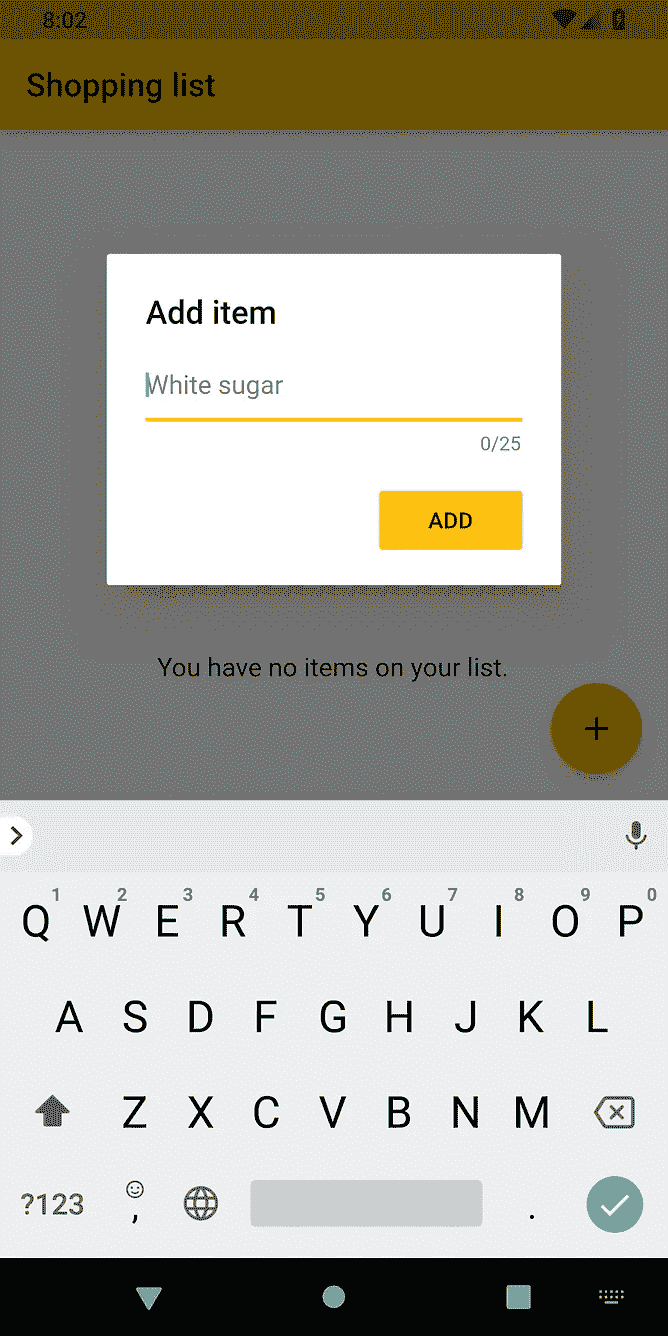 8:02
Shopping list
Add item
White sugar
0/25
ADD
You have no items on your list.
1 2 3 4 5 6 7 8 9 0
Q W E R T Y U I O P
A S D F G H J K L
Z X C V B N M
?123 , .